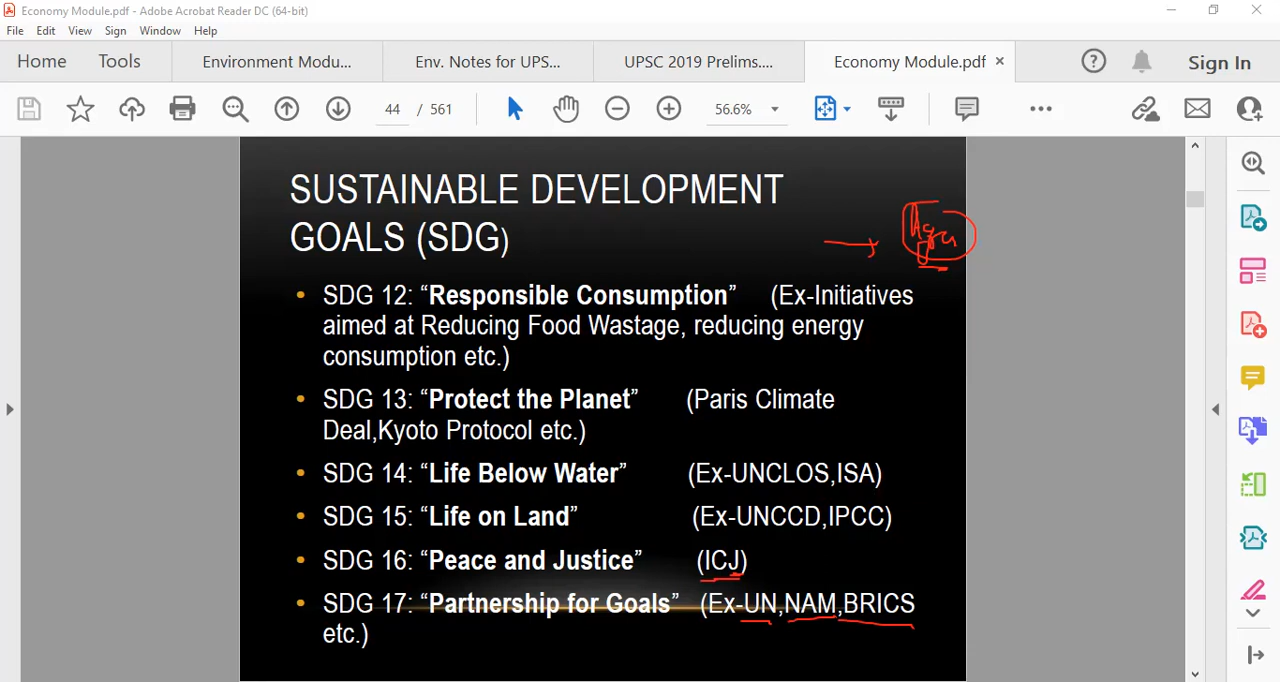 Economy Module.pdf - Adobe Acrobat Reader DC (64-bit)
File Edit View Sign Window Help
Home Tools Environment Modu... Env. Notes for UPS... UPSC 2019 Prelims.... Economy Module.pdf × Sign In
44 / 561 56.6%
SUSTAINABLE DEVELOPMENT
GOALS (SDG)
• SDG 12: “Responsible Consumption” (Ex-Initiatives
aimed at Reducing Food Wastage, reducing energy
consumption etc.)
• SDG 13: “Protect the Planet” (Paris Climate
Deal,Kyoto Protocol etc.)
• SDG 14: “Life Below Water” (Ex-UNCLOS,ISA)
• SDG 15: “Life on Land” (Ex-UNCCD,IPCC)
• SDG 16: “Peace and Justice” (ICJ)
• SDG 17: “Partnership for Goals” (Ex-UN,NAM,BRICS
etc.)